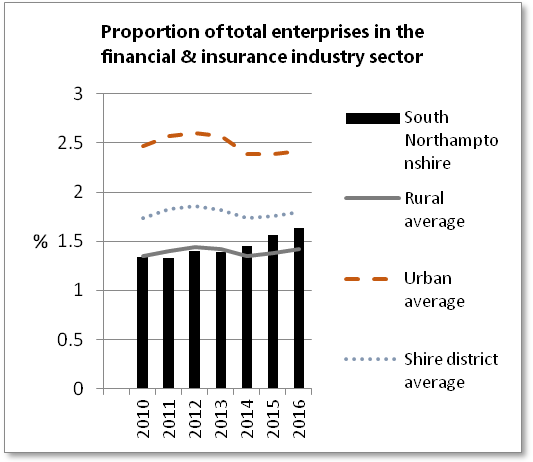 Proportion of total enterprises in the
financial & insurance industry sector
3
2.5
2
1.5
1
0.5
0
%
2010
2011
2012
2013
2014
2015
2016
South
Northampto
nshire
Rural
average
Urban
average
Shire district
average